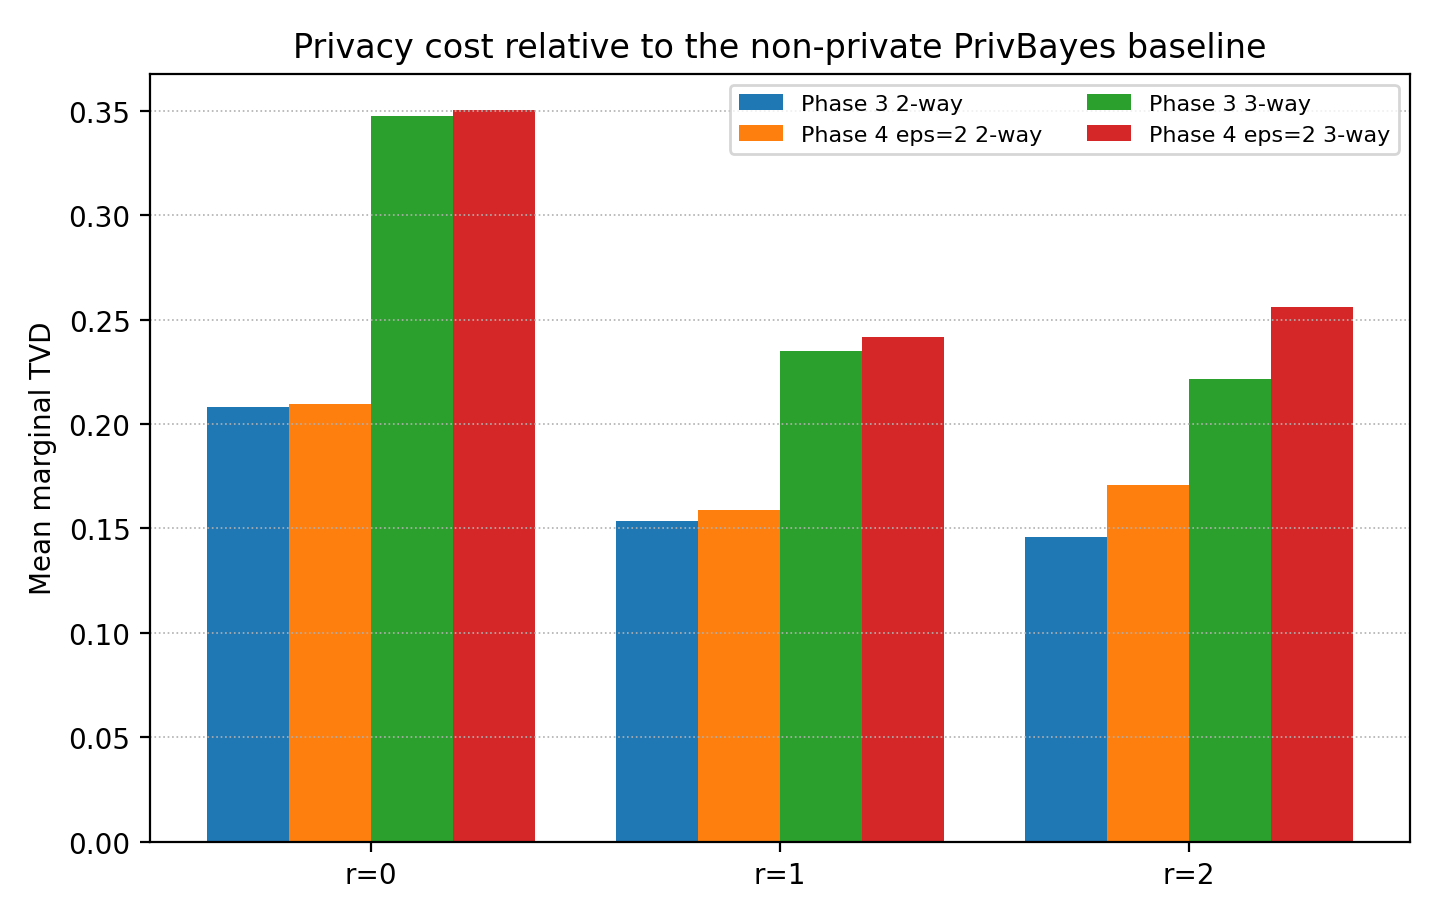 Privacy cost relative to the non-private PrivBayes baseline
Phase 3 2-way
Phase 4 eps=2 2-way
Phase 3 3-way
Phase 4 eps=2 3-way
Mean marginal TVD
0.35
0.30
0.25
0.20
0.15
0.10
0.05
0.00
r=0
r=1
r=2